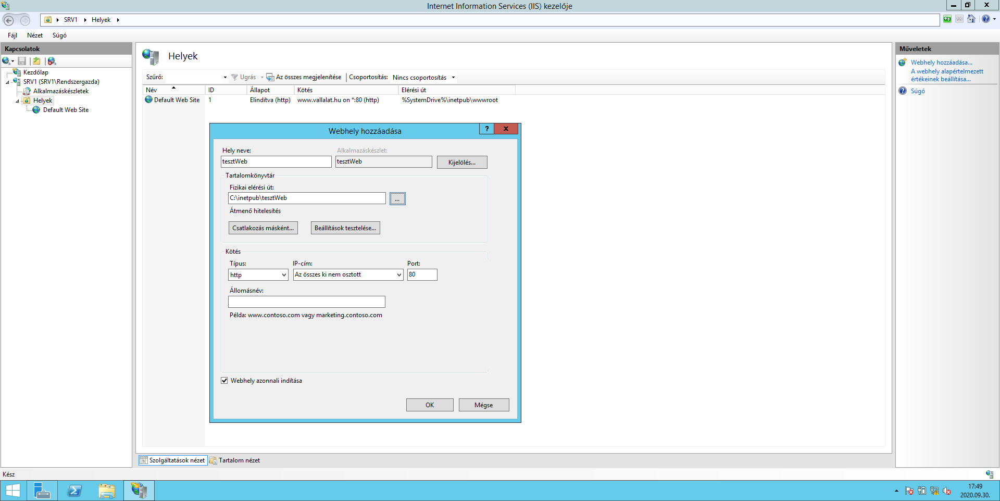 Internet Information Services (IIS) kezelője
SRV1 Helyek
Fájl Nézet Súgó
Kapcsolatok
Kezdőlap
SRV1 (SRV1\Rendszergazda)
Alkalmazáskészletek
Helyek
Default Web Site
Helyek
Szűrő: Ugrás Az összes megjelenítése Csoportosítás: Nincs csoportosítás
Név ID Állapot Kötés Elérési út
Default Web Site 1 Elindítva (http) www.vallalat.hu on *:80 (http) %SystemDrive%\inetpub\wwwroot
Webhely hozzáadása
?
Hely neve: Alkalmazáskészlet:
tesztWeb tesztWeb Kijelölés...
Tartalomkönyvtár
Fizikai elérési út:
C:\inetpub\tesztWeb ...
Átmenő hitelesítés
Csatlakozás másként... Beállítások tesztelése...
Kötés
Típus: IP-cím: Port:
http Az összes ki nem osztott 80
Állomásnév:
Példa: www.contoso.com vagy marketing.contoso.com
Webhely azonnali indítása
OK Mégse
Szolgáltatások nézet Tartalom nézet
Műveletek
Webhely hozzáadása...
A webhely alapértelmezett
értékeinek beállítása...
Súgó
Kész
17:49
2020.09.30.